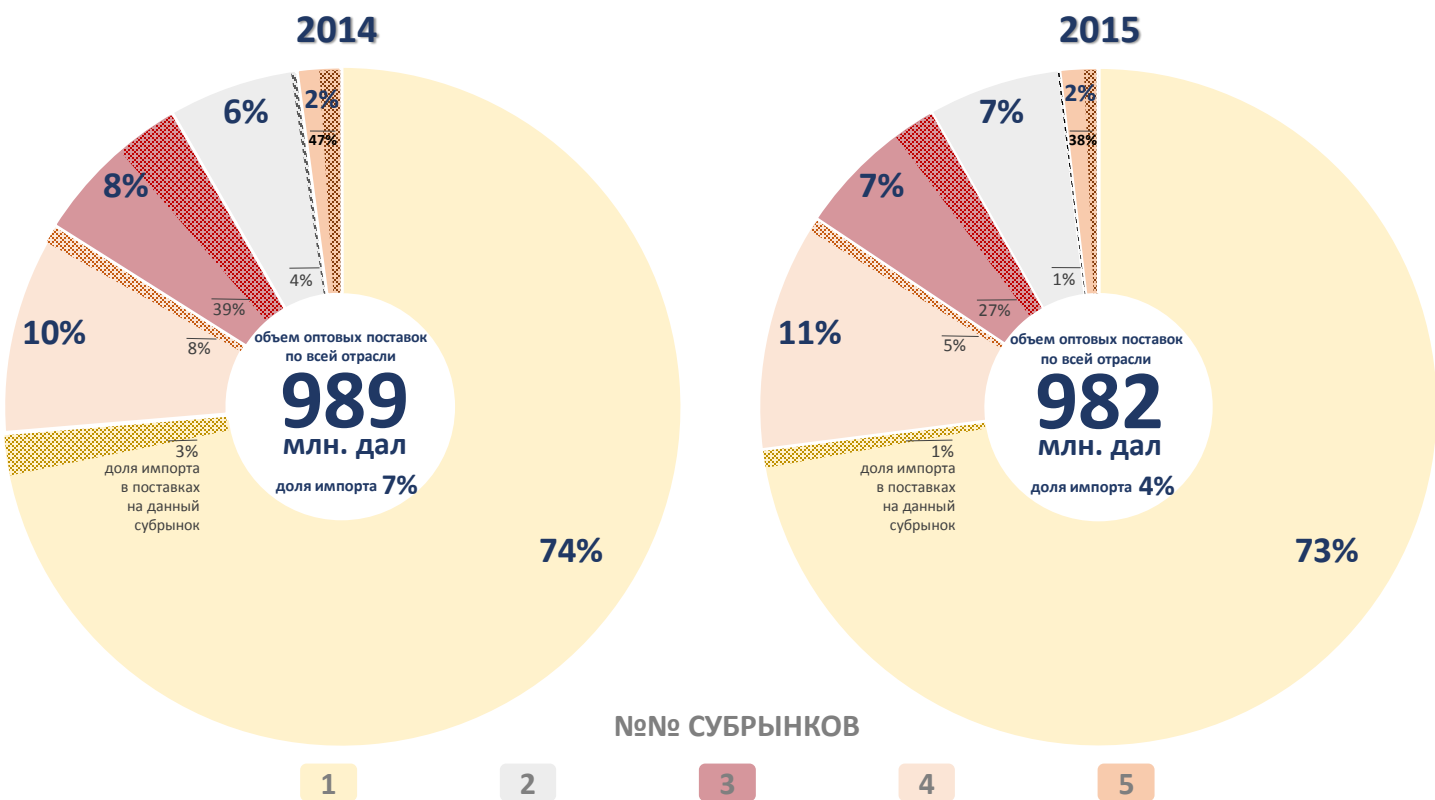 2014
2%
6%
47%
8%
4%
39%
10%
8%
объем оптовых поставок
по всей отрасли
989
млн. дал
доля импорта 7%
3%
доля импорта
в поставках
на данный
субрынок
74%
2015
2%
7%
38%
7%
1%
27%
11%
5%
объем оптовых поставок
по всей отрасли
982
млн. дал
доля импорта 4%
1%
доля импорта
в поставках
на данный
субрынок
73%
№№ СУБРЫНКОВ
1
2
3
4
5